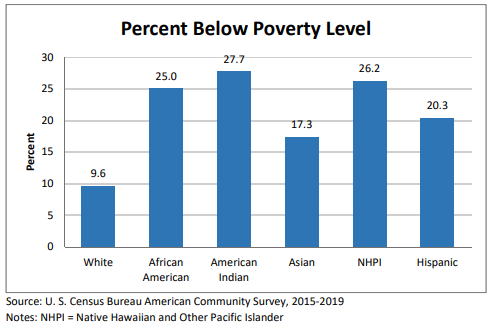 Percent Below Poverty Level
30
25
20
15
10
5
0
Percent
9.6
25.0
27.7
17.3
26.2
20.3
White
African
American
American
Indian
Asian
NHPI
Hispanic
Source: U. S. Census Bureau American Community Survey, 2015-2019
Notes: NHPI = Native Hawaiian and Other Pacific Islander